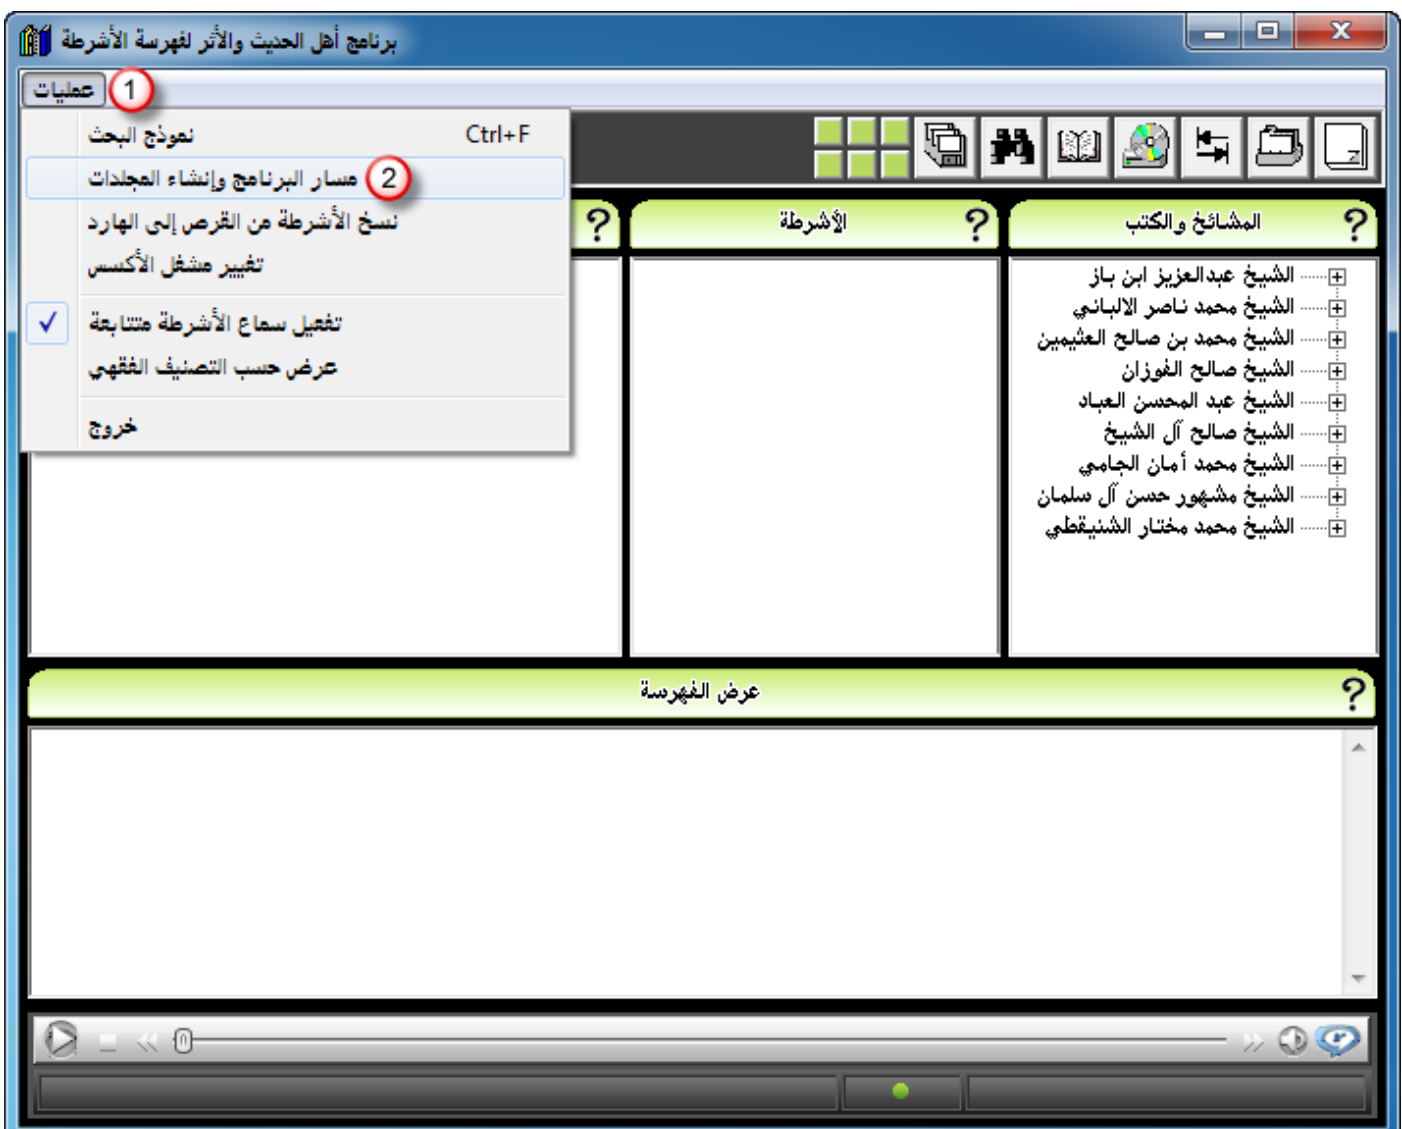 برنامج أهل الحديث والأثر لفهرسة الأشرطة
عمليات 1
نموذج البحث Ctrl+F
مسار البرنامج وإنشاء المجلدات 2
نسخ الأشرطة من القرص إلى الهارد
تغيير مشغل الأكسس
تفعيل سماع الأشرطة متتابعة
عرض حسب التصنيف الفقهي
خروج
? المشائخ والكتب
? الأشرطة
?
الشيخ عبدالعزيز ابن باز
الشيخ محمد ناصر الالباني
الشيخ محمد بن صالح العثيمين
الشيخ صالح الفوزان
الشيخ عبد المحسن العباد
الشيخ صالح آل الشيخ
الشيخ محمد أمان الجامي
الشيخ مشهور حسن آل سلمان
الشيخ محمد مختار الشنيقطي
? عرض الفهرسة